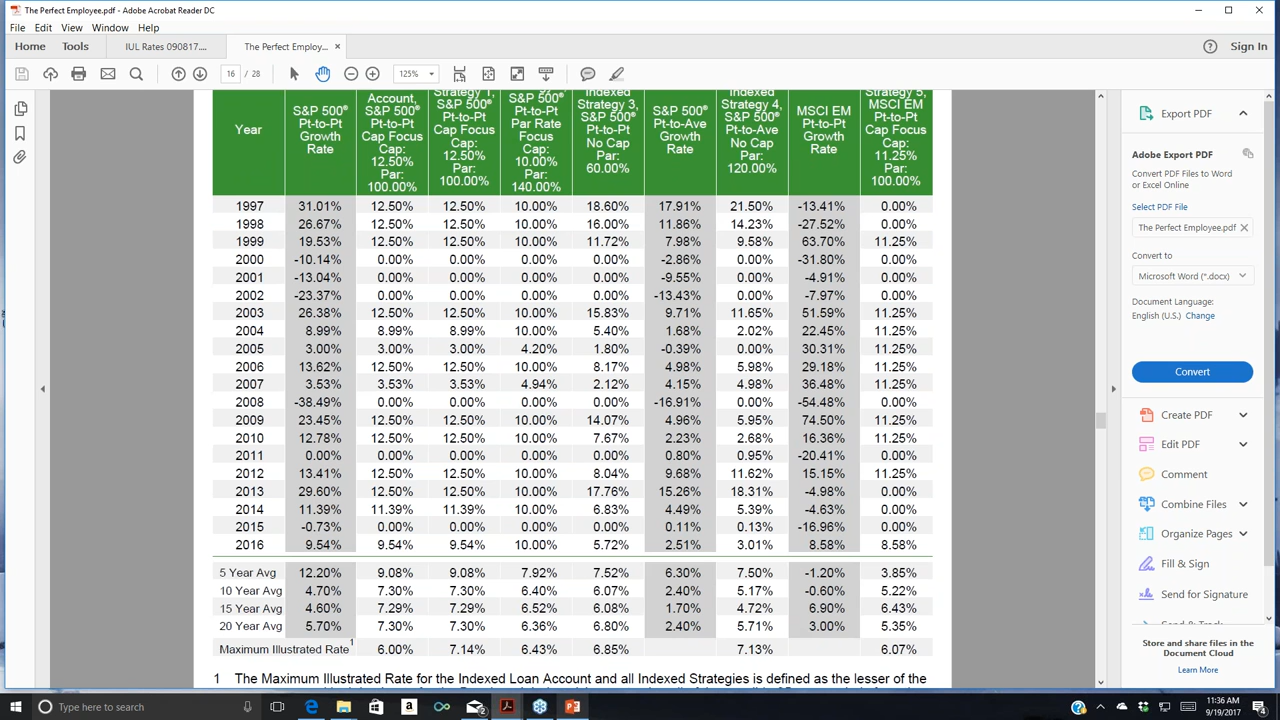 The Perfect Employee.pdf - Adobe Acrobat Reader DC
File Edit View Window Help
Home Tools IUL Rates 090817.... The Perfect Employ... × Sign In
16 / 28 125%
Year
S&P 500®
Pt-to-Pt
Growth
Rate
Account,
S&P 500®
Pt-to-Pt
Cap Focus
Cap:
12.50%
Par:
100.00%
Strategy 1,
S&P 500®
Pt-to-Pt
Cap Focus
Cap:
12.50%
Par:
100.00%
S&P 500®
Pt-to-Pt
Par Rate
Focus
Cap:
10.00%
Par:
140.00%
Indexed
Strategy 3,
S&P 500®
Pt-to-Pt
No Cap
Par:
60.00%
S&P 500®
Pt-to-Ave
Growth
Rate
Indexed
Strategy 4,
S&P 500®
Pt-to-Ave
No Cap
Par:
120.00%
MSCI EM
Pt-to-Pt
Growth
Rate
Strategy 5,
MSCI EM
Pt-to-Pt
Cap Focus
Cap:
11.25%
Par:
100.00%
1997 31.01% 12.50% 12.50% 10.00% 18.60% 17.91% 21.50% -13.41% 0.00%
1998 26.67% 12.50% 12.50% 10.00% 16.00% 11.86% 14.23% -27.52% 0.00%
1999 19.53% 12.50% 12.50% 10.00% 11.72% 7.98% 9.58% 63.70% 11.25%
2000 -10.14% 0.00% 0.00% 0.00% 0.00% -2.86% 0.00% -31.80% 0.00%
2001 -13.04% 0.00% 0.00% 0.00% 0.00% -9.55% 0.00% -4.91% 0.00%
2002 -23.37% 0.00% 0.00% 0.00% 0.00% -13.43% 0.00% -7.97% 0.00%
2003 26.38% 12.50% 12.50% 10.00% 15.83% 9.71% 11.65% 51.59% 11.25%
2004 8.99% 8.99% 8.99% 10.00% 5.40% 1.68% 2.02% 22.45% 11.25%
2005 3.00% 3.00% 3.00% 4.20% 1.80% -0.39% 0.00% 30.31% 11.25%
2006 13.62% 12.50% 12.50% 10.00% 8.17% 4.98% 5.98% 29.18% 11.25%
2007 3.53% 3.53% 3.53% 4.94% 2.12% 4.15% 4.98% 36.48% 11.25%
2008 -38.49% 0.00% 0.00% 0.00% 0.00% -16.91% 0.00% -54.48% 0.00%
2009 23.45% 12.50% 12.50% 10.00% 14.07% 4.96% 5.95% 74.50% 11.25%
2010 12.78% 12.50% 12.50% 10.00% 7.67% 2.23% 2.68% 16.36% 11.25%
2011 0.00% 0.00% 0.00% 0.00% 0.00% 0.80% 0.95% -20.41% 0.00%
2012 13.41% 12.50% 12.50% 10.00% 8.04% 9.68% 11.62% 15.15% 11.25%
2013 29.60% 12.50% 12.50% 10.00% 17.76% 15.26% 18.31% -4.98% 0.00%
2014 11.39% 11.39% 11.39% 10.00% 6.83% 4.49% 5.39% -4.63% 0.00%
2015 -0.73% 0.00% 0.00% 0.00% 0.00% 0.11% 0.13% -16.96% 0.00%
2016 9.54% 9.54% 9.54% 10.00% 5.72% 2.51% 3.01% 8.58% 8.58%
5 Year Avg 12.20% 9.08% 9.08% 7.92% 7.52% 6.30% 7.50% -1.20% 3.85%
10 Year Avg 4.70% 7.30% 7.30% 6.40% 6.07% 2.40% 5.17% -0.60% 5.22%
15 Year Avg 4.60% 7.29% 7.29% 6.52% 6.08% 1.70% 4.72% 6.90% 6.43%
20 Year Avg 5.70% 7.30% 7.30% 6.36% 6.80% 2.40% 5.71% 3.00% 5.35%
Maximum Illustrated Rate1 6.00% 7.14% 6.43% 6.85% 7.13% 6.07%
1 The Maximum Illustrated Rate for the Indexed Loan Account and all Indexed Strategies is defined as the lesser of the
Export PDF
Adobe Export PDF
Convert PDF Files to Word
or Excel Online
Select PDF File
The Perfect Employee.pdf ×
Convert to
Microsoft Word (*.docx)
Document Language:
English (U.S.) Change
Convert
Create PDF
Edit PDF
Comment
Combine Files
Organize Pages
Fill & Sign
Send for Signature
Send & Track
Store and share files in the
Document Cloud
Learn More
Type here to search
11:36 AM
9/19/2017